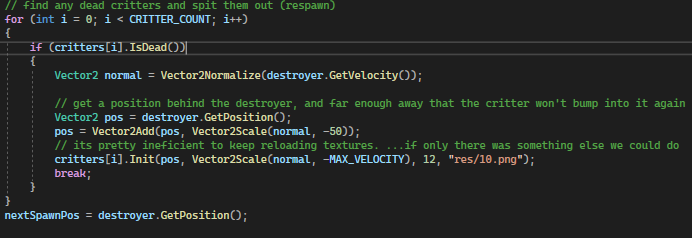 // find any dead critters and spit them out (respawn)
for (int i = 0; i < CRITTER_COUNT; i++)
{
if (critters[i].IsDead())
{
Vector2 normal = Vector2Normalize(destroyer.GetVelocity());
// get a position behind the destroyer, and far enough away that the critter won't bump into it again
Vector2 pos = destroyer.GetPosition();
pos = Vector2Add(pos, Vector2Scale(normal, -50));
// its pretty ineficient to keep reloading textures. ...if only there was something else we could do
critters[i].Init(pos, Vector2Scale(normal, -MAX_VELOCITY), 12, "res/10.png");
break;
}
}
nextSpawnPos = destroyer.GetPosition();